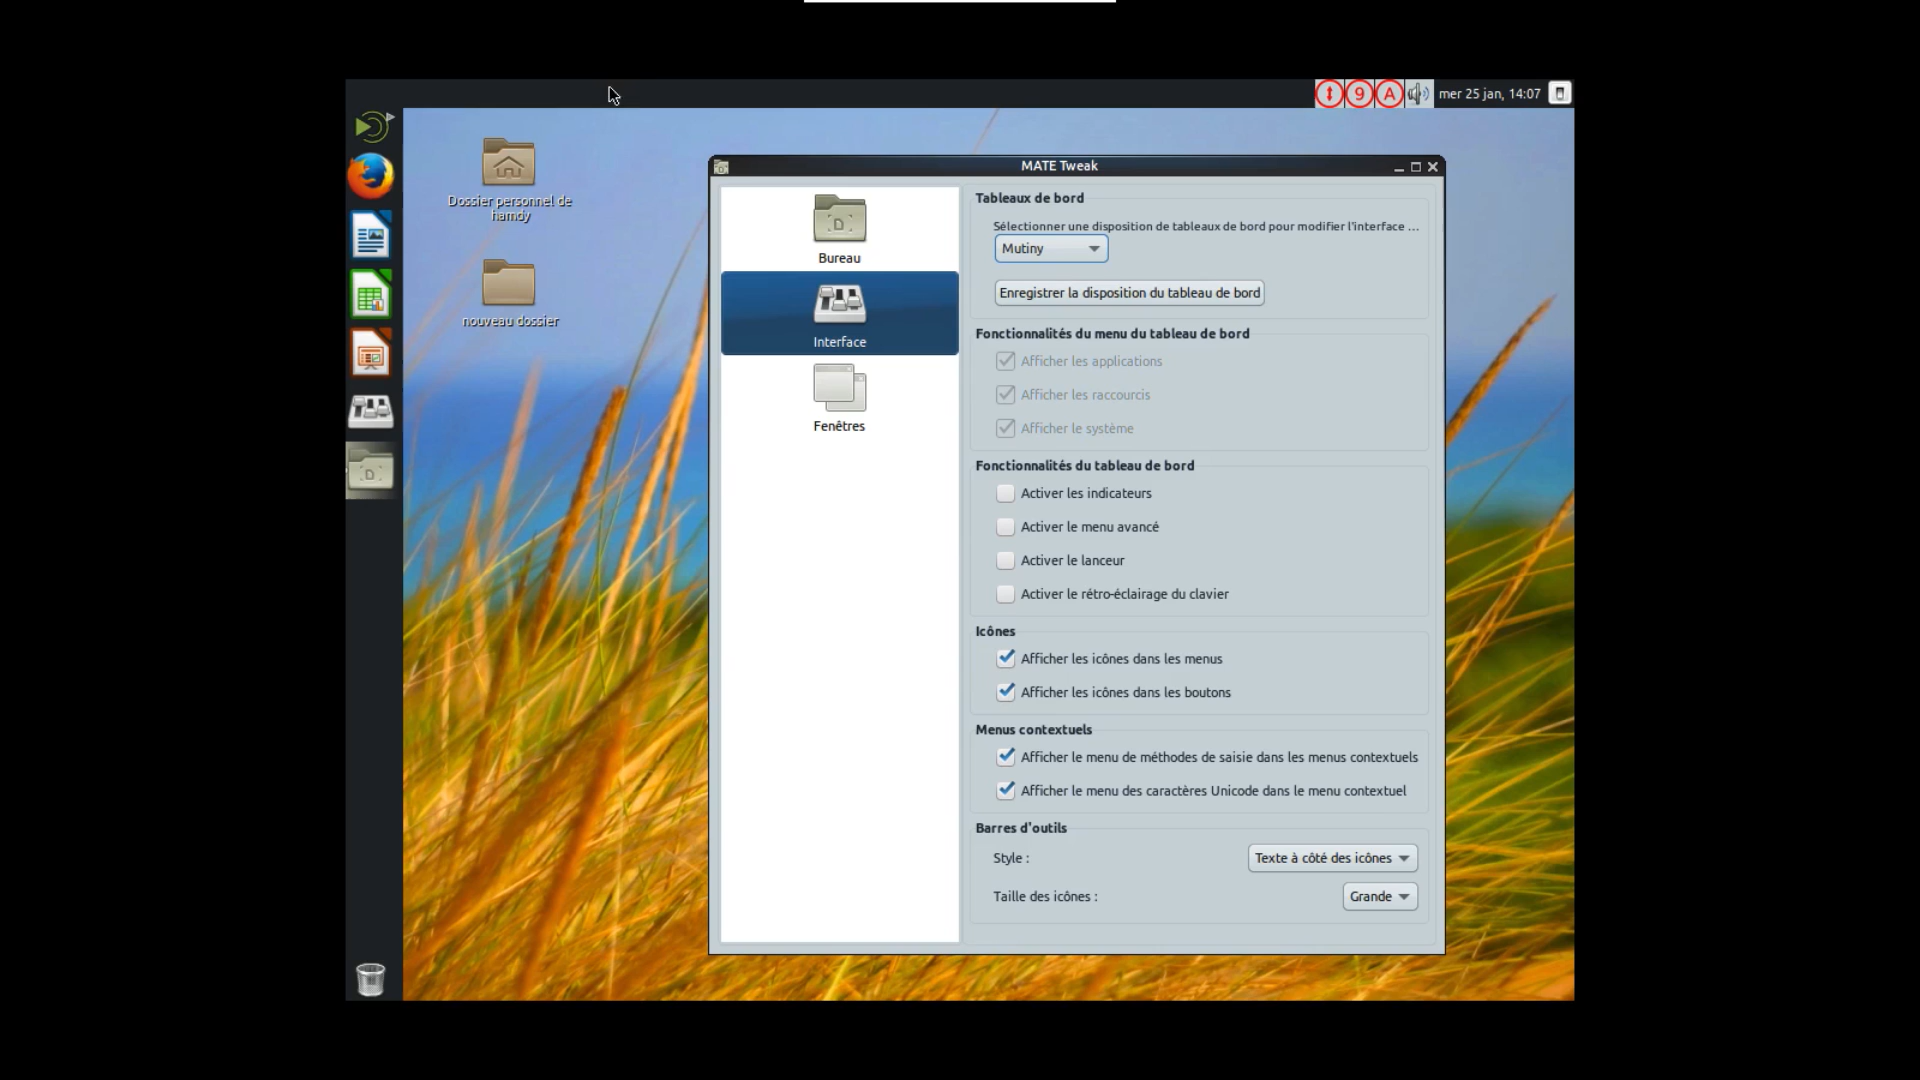 9 A mer 25 jan, 14:07
MATE Tweak
Dossier personnel de
hamdy
nouveau dossier
D
D
Bureau
Interface
Fenêtres
Tableaux de bord
Sélectionner une disposition de tableaux de bord pour modifier l'interface ...
Mutiny
Enregistrer la disposition du tableau de bord
Fonctionnalités du menu du tableau de bord
Afficher les applications
Afficher les raccourcis
Afficher le système
Fonctionnalités du tableau de bord
Activer les indicateurs
Activer le menu avancé
Activer le lanceur
Activer le rétro-éclairage du clavier
Icônes
Afficher les icônes dans les menus
Afficher les icônes dans les boutons
Menus contextuels
Afficher le menu de méthodes de saisie dans les menus contextuels
Afficher le menu des caractères Unicode dans le menu contextuel
Barres d'outils
Style : Texte à côté des icônes
Taille des icônes : Grande